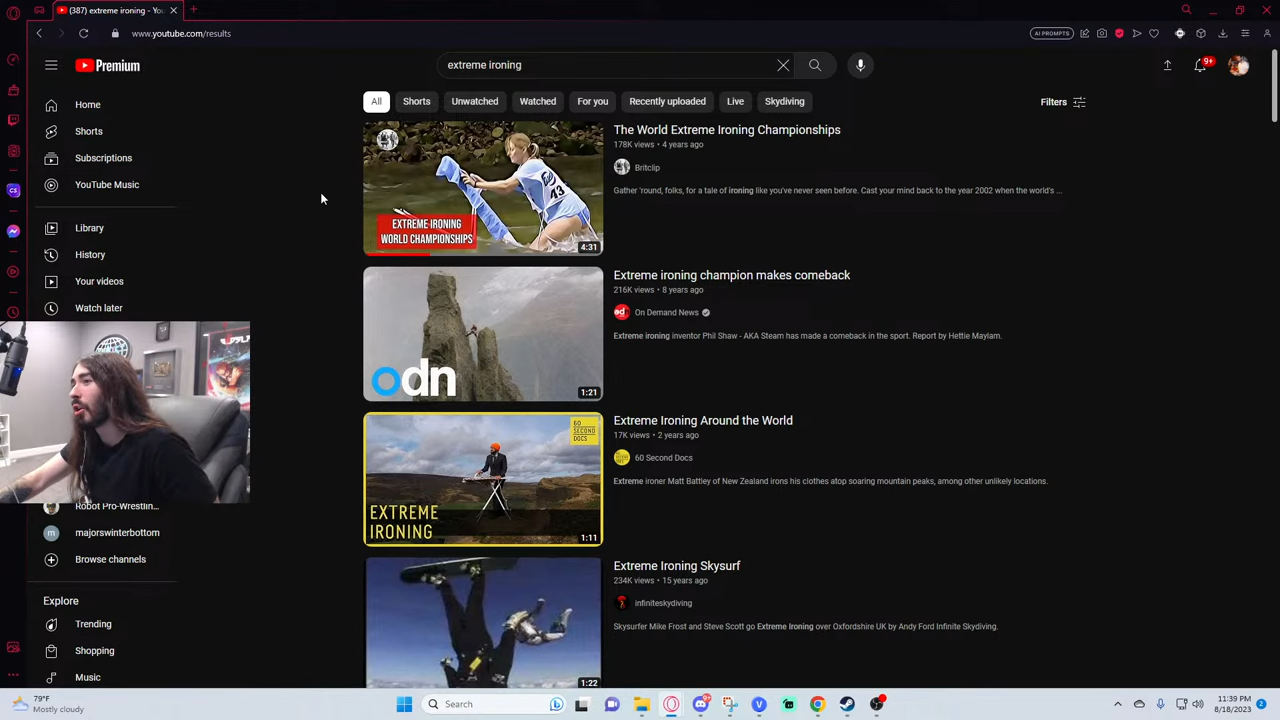 (387) extreme ironing - You
www.youtube.com/results
AI PROMPTS
Premium
extreme ironing
9+
Home
Shorts
Subscriptions
YouTube Music
Library
History
Your videos
Watch later
Robot Pro-Wrestlin...
m
majorswinterbottom
Browse channels
Explore
Trending
Shopping
Music
All
Shorts
Unwatched
Watched
For you
Recently uploaded
Live
Skydiving
Filters
43
EXTREME IRONING
WORLD CHAMPIONSHIPS
4:31
The World Extreme Ironing Championships
178K views • 4 years ago
Britclip
Gather 'round, folks, for a tale of ironing like you've never seen before. Cast your mind back to the year 2002 when the world's ...
odn
1:21
Extreme ironing champion makes comeback
216K views • 8 years ago
On Demand News
Extreme ironing inventor Phil Shaw - AKA Steam has made a comeback in the sport. Report by Hettie Maylam.
60
SECOND
DOCS
EXTREME
IRONING
1:11
Extreme Ironing Around the World
17K views • 2 years ago
60 Second Docs
Extreme ironer Matt Battley of New Zealand irons his clothes atop soaring mountain peaks, among other unlikely locations.
1:22
Extreme Ironing Skysurf
234K views • 15 years ago
infiniteskydiving
Skysurfer Mike Frost and Steve Scott go Extreme Ironing over Oxfordshire UK by Andy Ford Infinite Skydiving.
79°F
Mostly cloudy
Search
9+
11:39 PM
8/18/2023
2